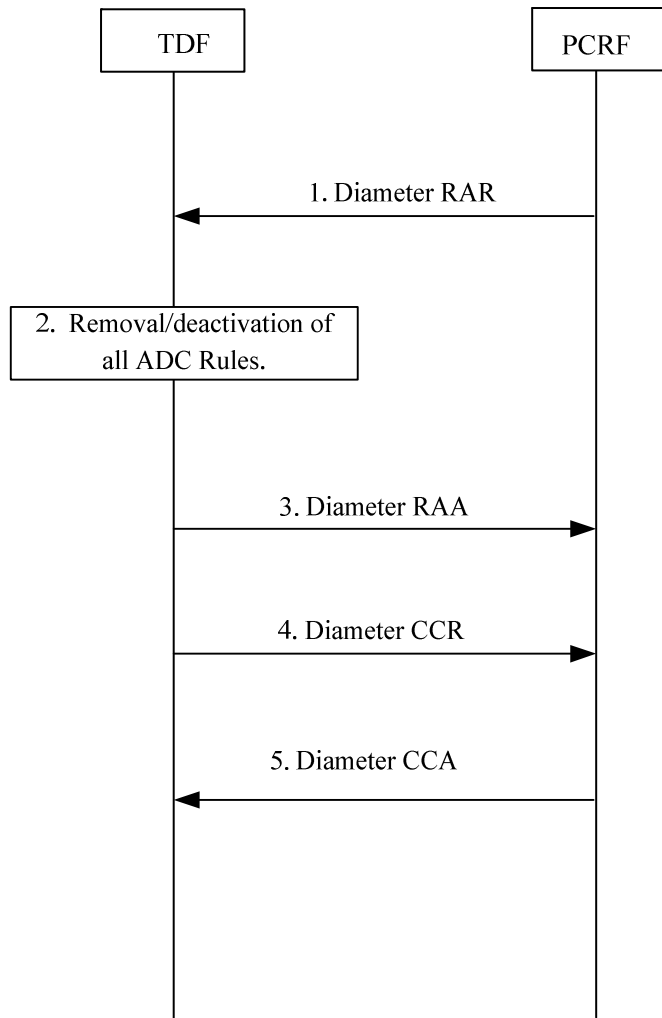 TDF
PCRF
1. Diameter RAR
2. Removal/deactivation of
all ADC Rules.
3. Diameter RAA
4. Diameter CCR
5. Diameter CCA